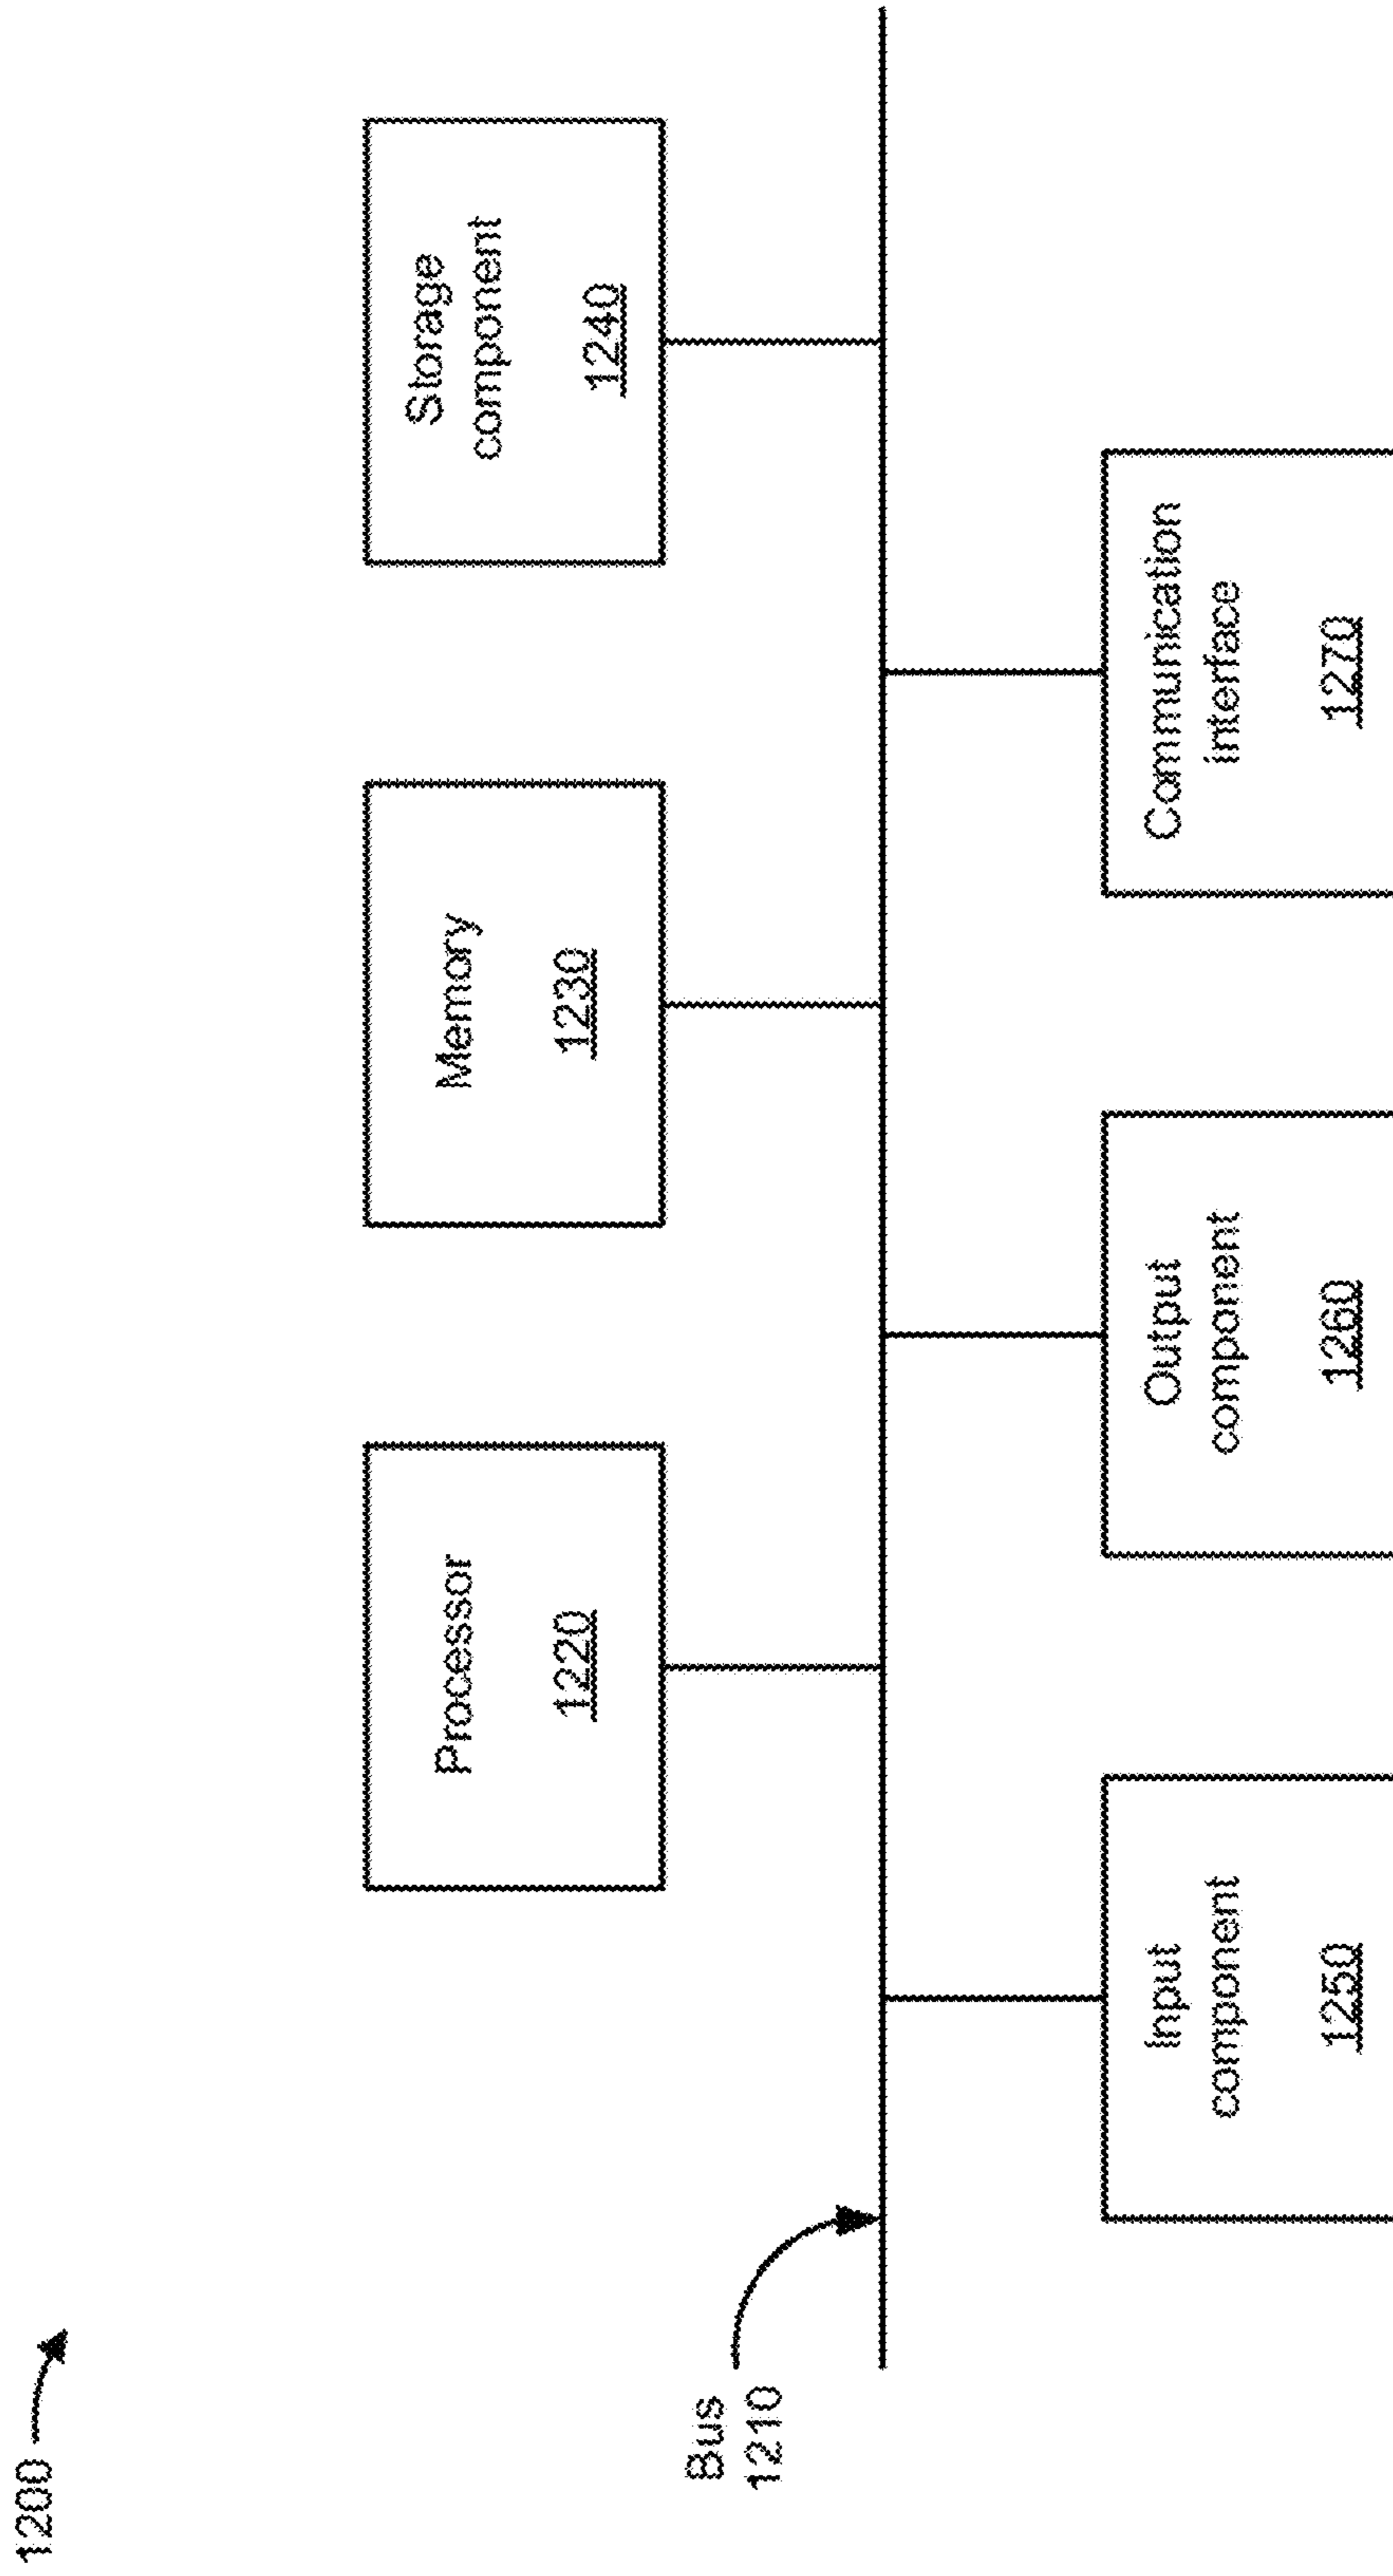 1200
Processor
1220
Memory
1230
Storage
component
1240
Bus
1210
Input
component
1250
Output
component
1260
Communication
interface
1270